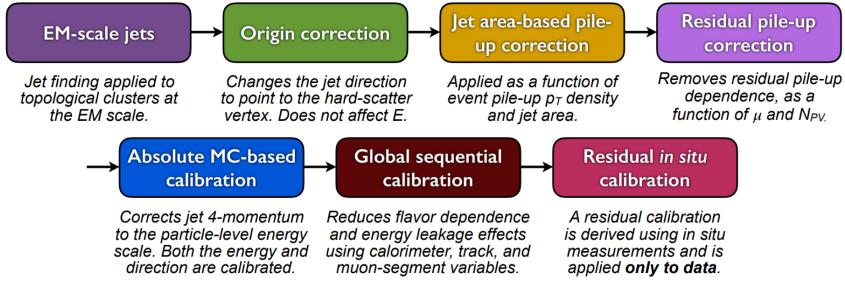 EM-scale jets
Jet finding applied to
topological clusters at
the EM scale.
Origin correction
Changes the jet direction
to point to the hard-scatter
vertex. Does not affect E.
Jet area-based pile-
up correction
Applied as a function of
event pile-up pT density
and jet area.
Residual pile-up
correction
Removes residual pile-up
dependence, as a
function of μ and NPV.
Absolute MC-based
calibration
Corrects jet 4-momentum
to the particle-level energy
scale. Both the energy and
direction are calibrated.
Global sequential
calibration
Reduces flavor dependence
and energy leakage effects
using calorimeter, track, and
muon-segment variables.
Residual in situ
calibration
A residual calibration
is derived using in situ
measurements and is
applied only to data.